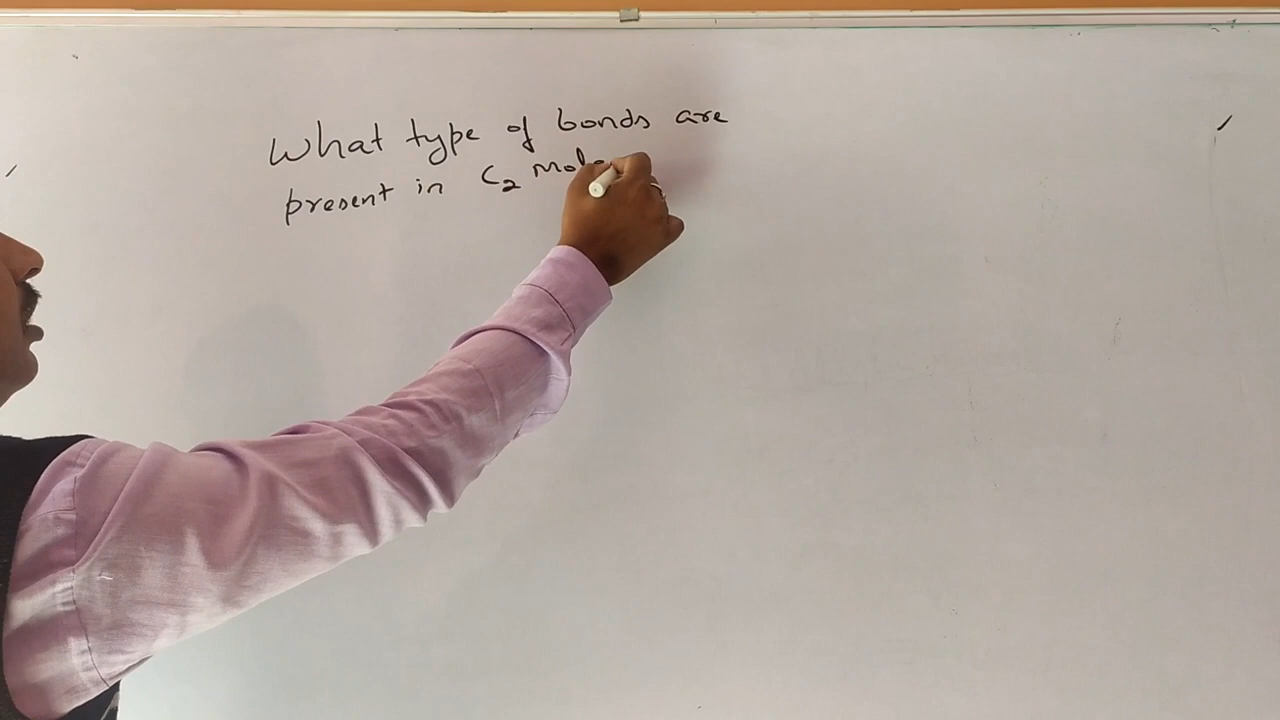 What type of bonds are
present in C₂